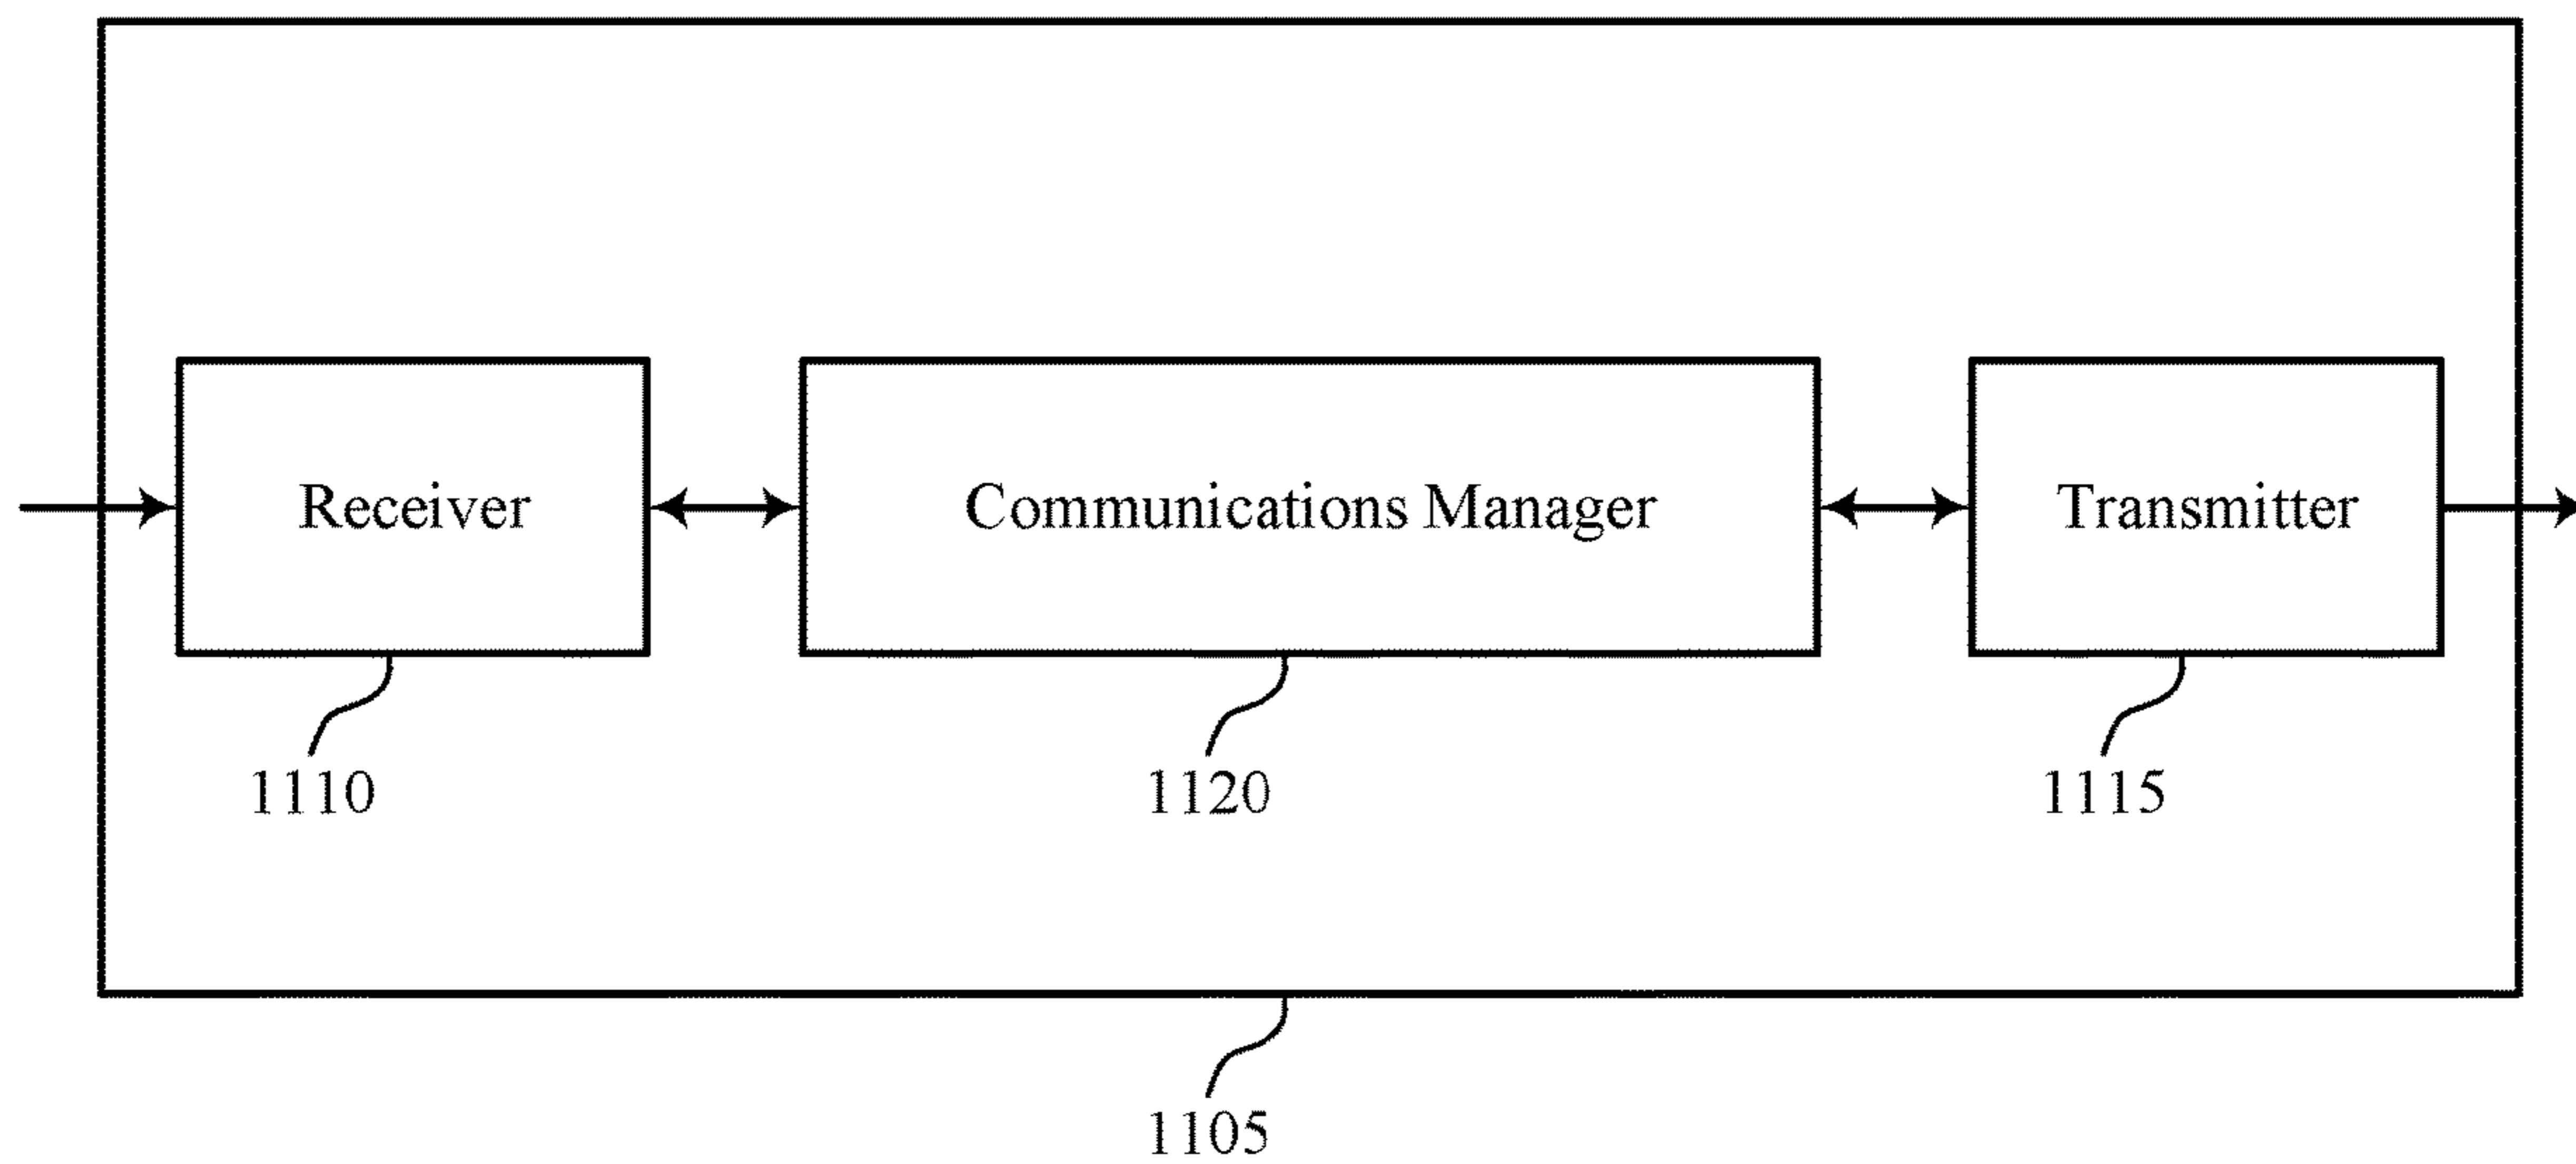 Receiver
Communications Manager
Transmitter
1110
1120
1115
1105